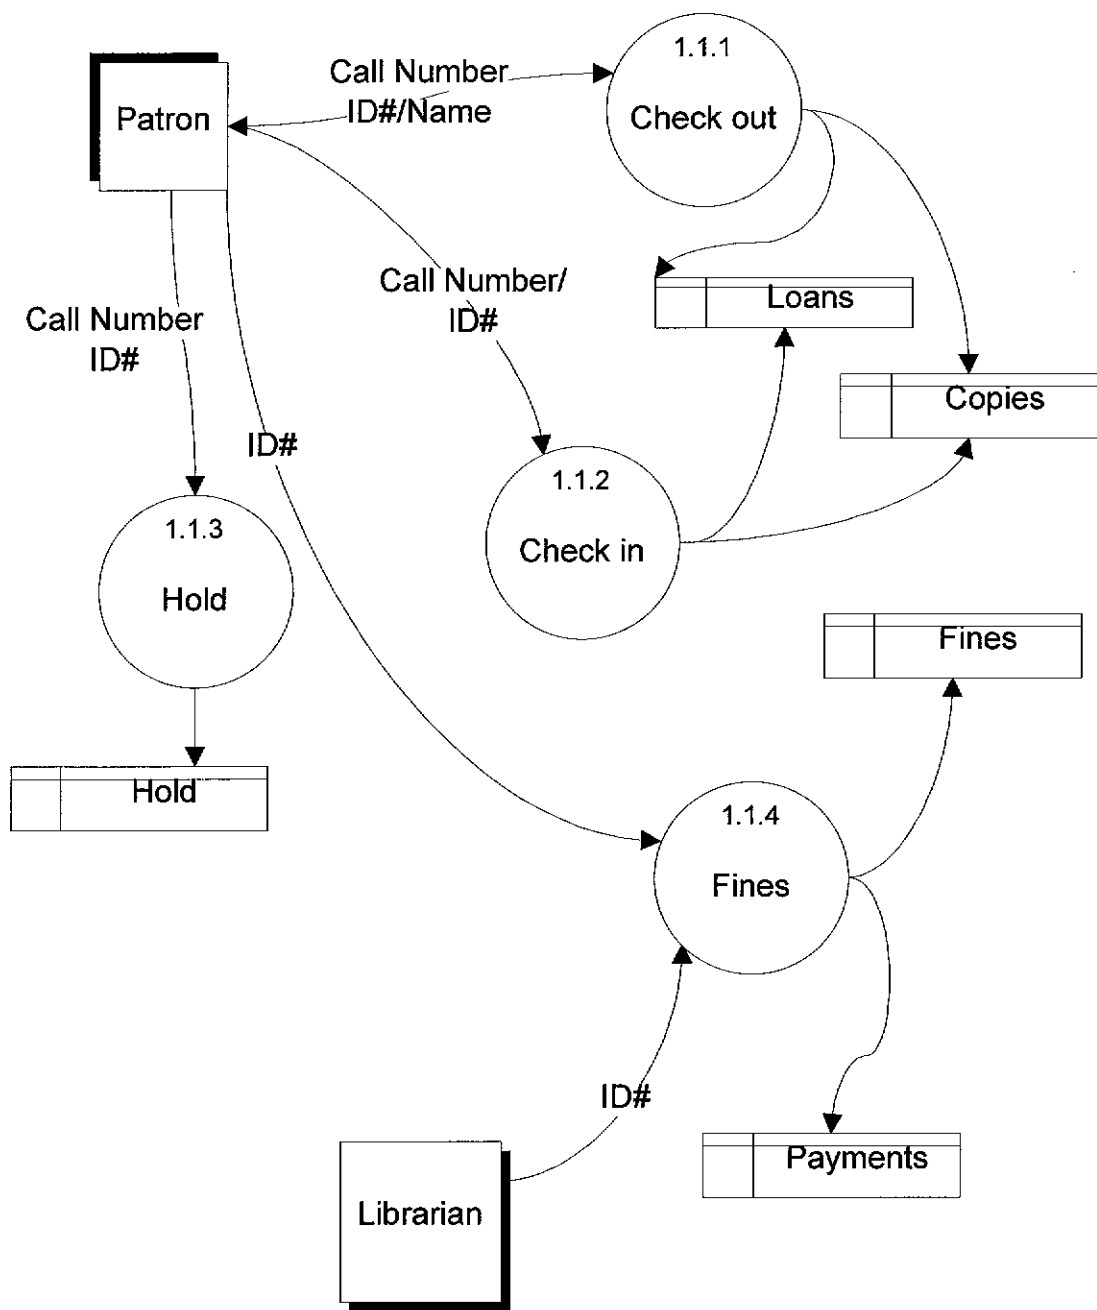 1.1.1
Check out
Patron
Call Number
ID#/Name
Call Number/
ID#
Loans
Call Number
ID#
Copies
ID#
1.1.2
Check in
1.1.3
Hold
Fines
Hold
1.1.4
Fines
ID#
Payments
Librarian